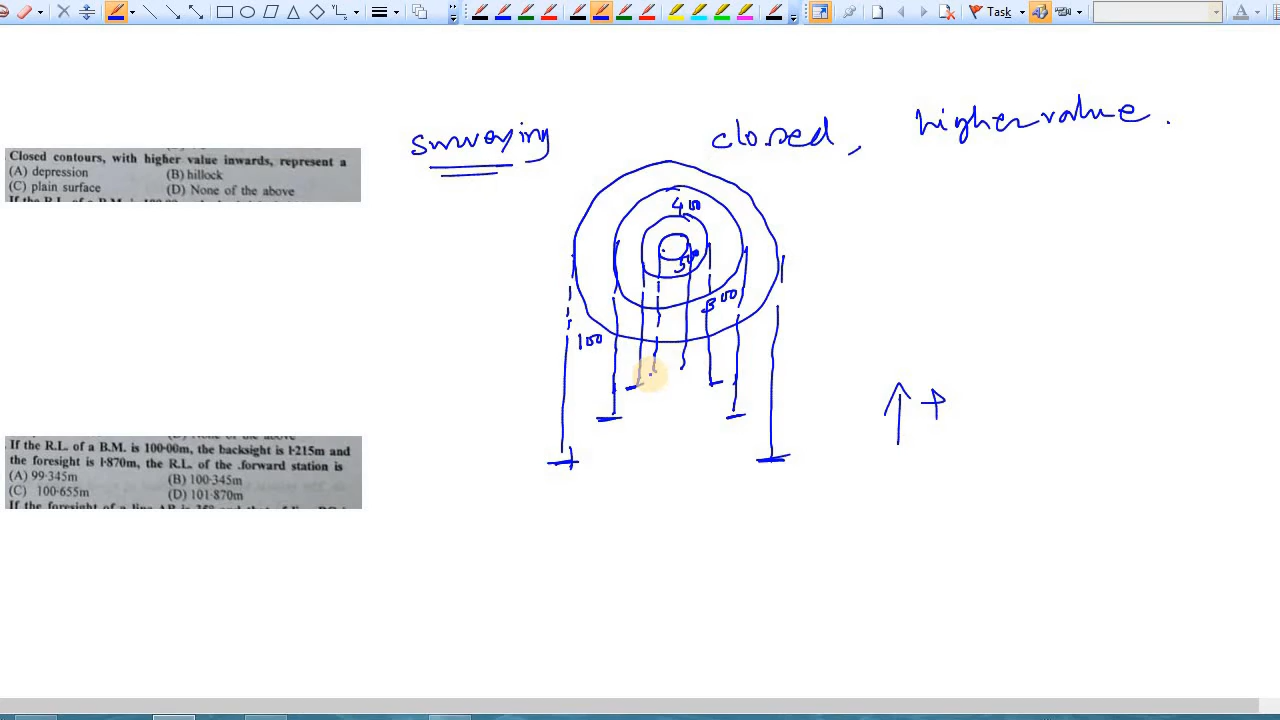 Task
A
surveying
closed,
higher value.
Closed contours, with higher value inwards, represent a
(A) depression (B) hillock
(C) plain surface (D) None of the above
400
500
300
100
If the R.L. of a B.M. is 100·00m, the backsight is 1·215m and
the foresight is 1·870m, the R.L. of the .forward station is
(A) 99·345m (B) 100·345m
(C) 100·655m (D) 101·870m